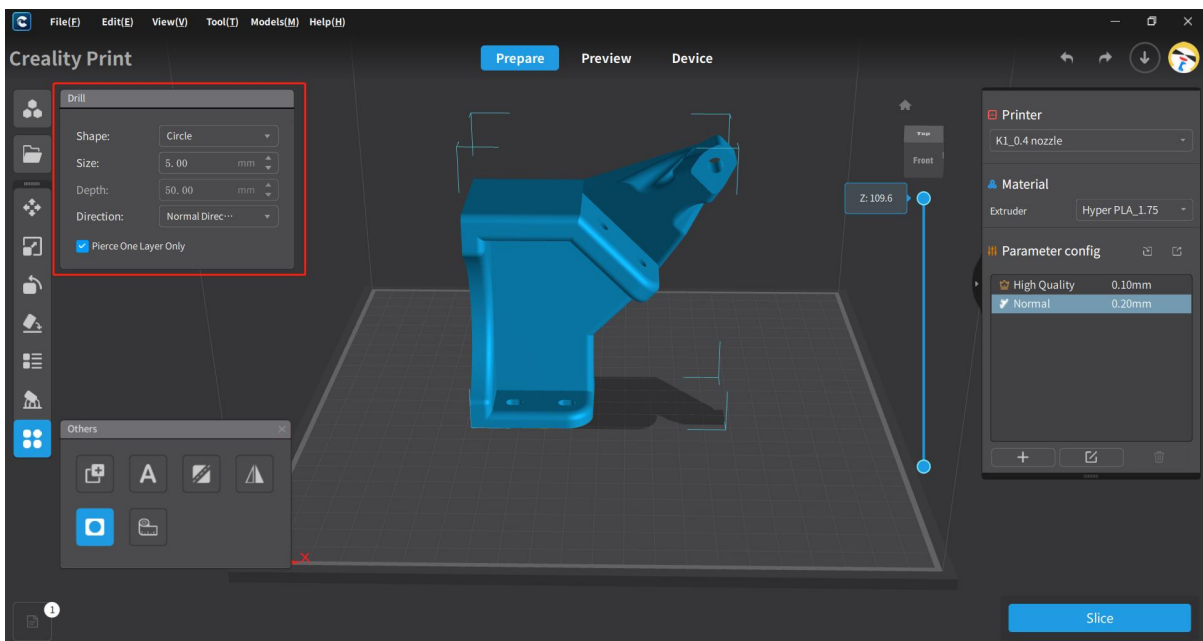 File(F) Edit(E) View(V) Tool(T) Models(M) Help(H)
Creality Print
Prepare Preview Device
Drill
Shape: Circle
Size: 5.00 mm
Depth: 50.00 mm
Direction: Normal Direc···
Pierce One Layer Only
Top
Front
Z: 109.6
Printer
K1_0.4 nozzle
Material
Extruder Hyper PLA_1.75
Parameter config
High Quality 0.10mm
Normal 0.20mm
Others
A
X
1
Slice